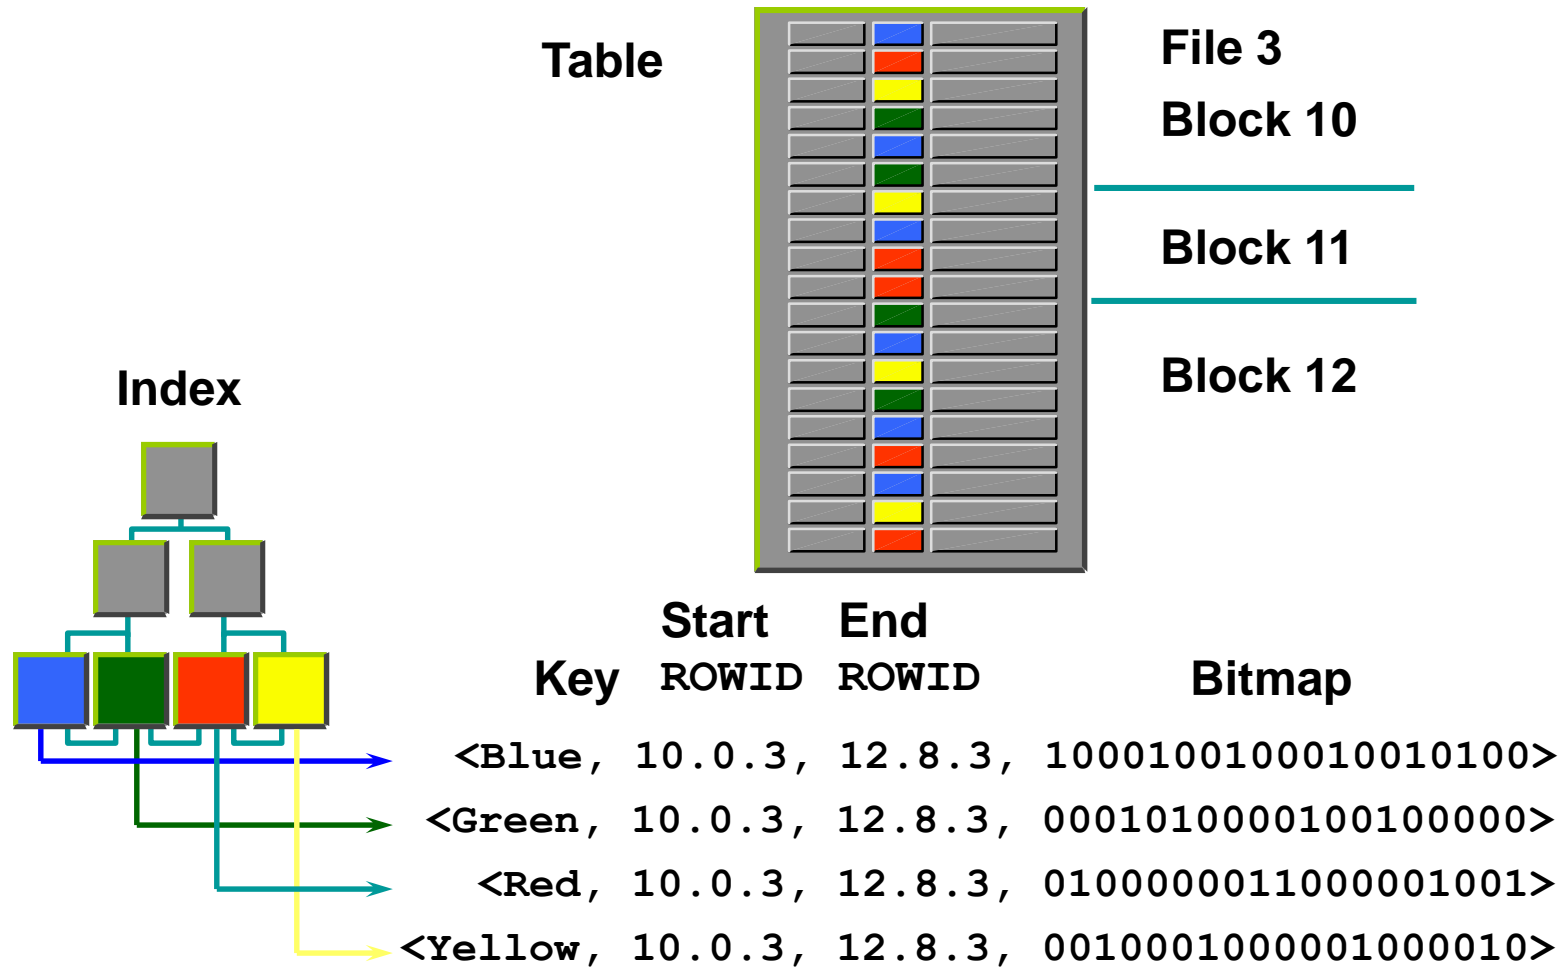 Table
File 3
Block 10
Block 11
Block 12
Index
Start End
Key ROWID ROWID Bitmap
<Blue, 10.0.3, 12.8.3, 1000100100010010100>
<Green, 10.0.3, 12.8.3, 0001010000100100000>
<Red, 10.0.3, 12.8.3, 0100000011000001001>
<Yellow, 10.0.3, 12.8.3, 0010001000001000010>